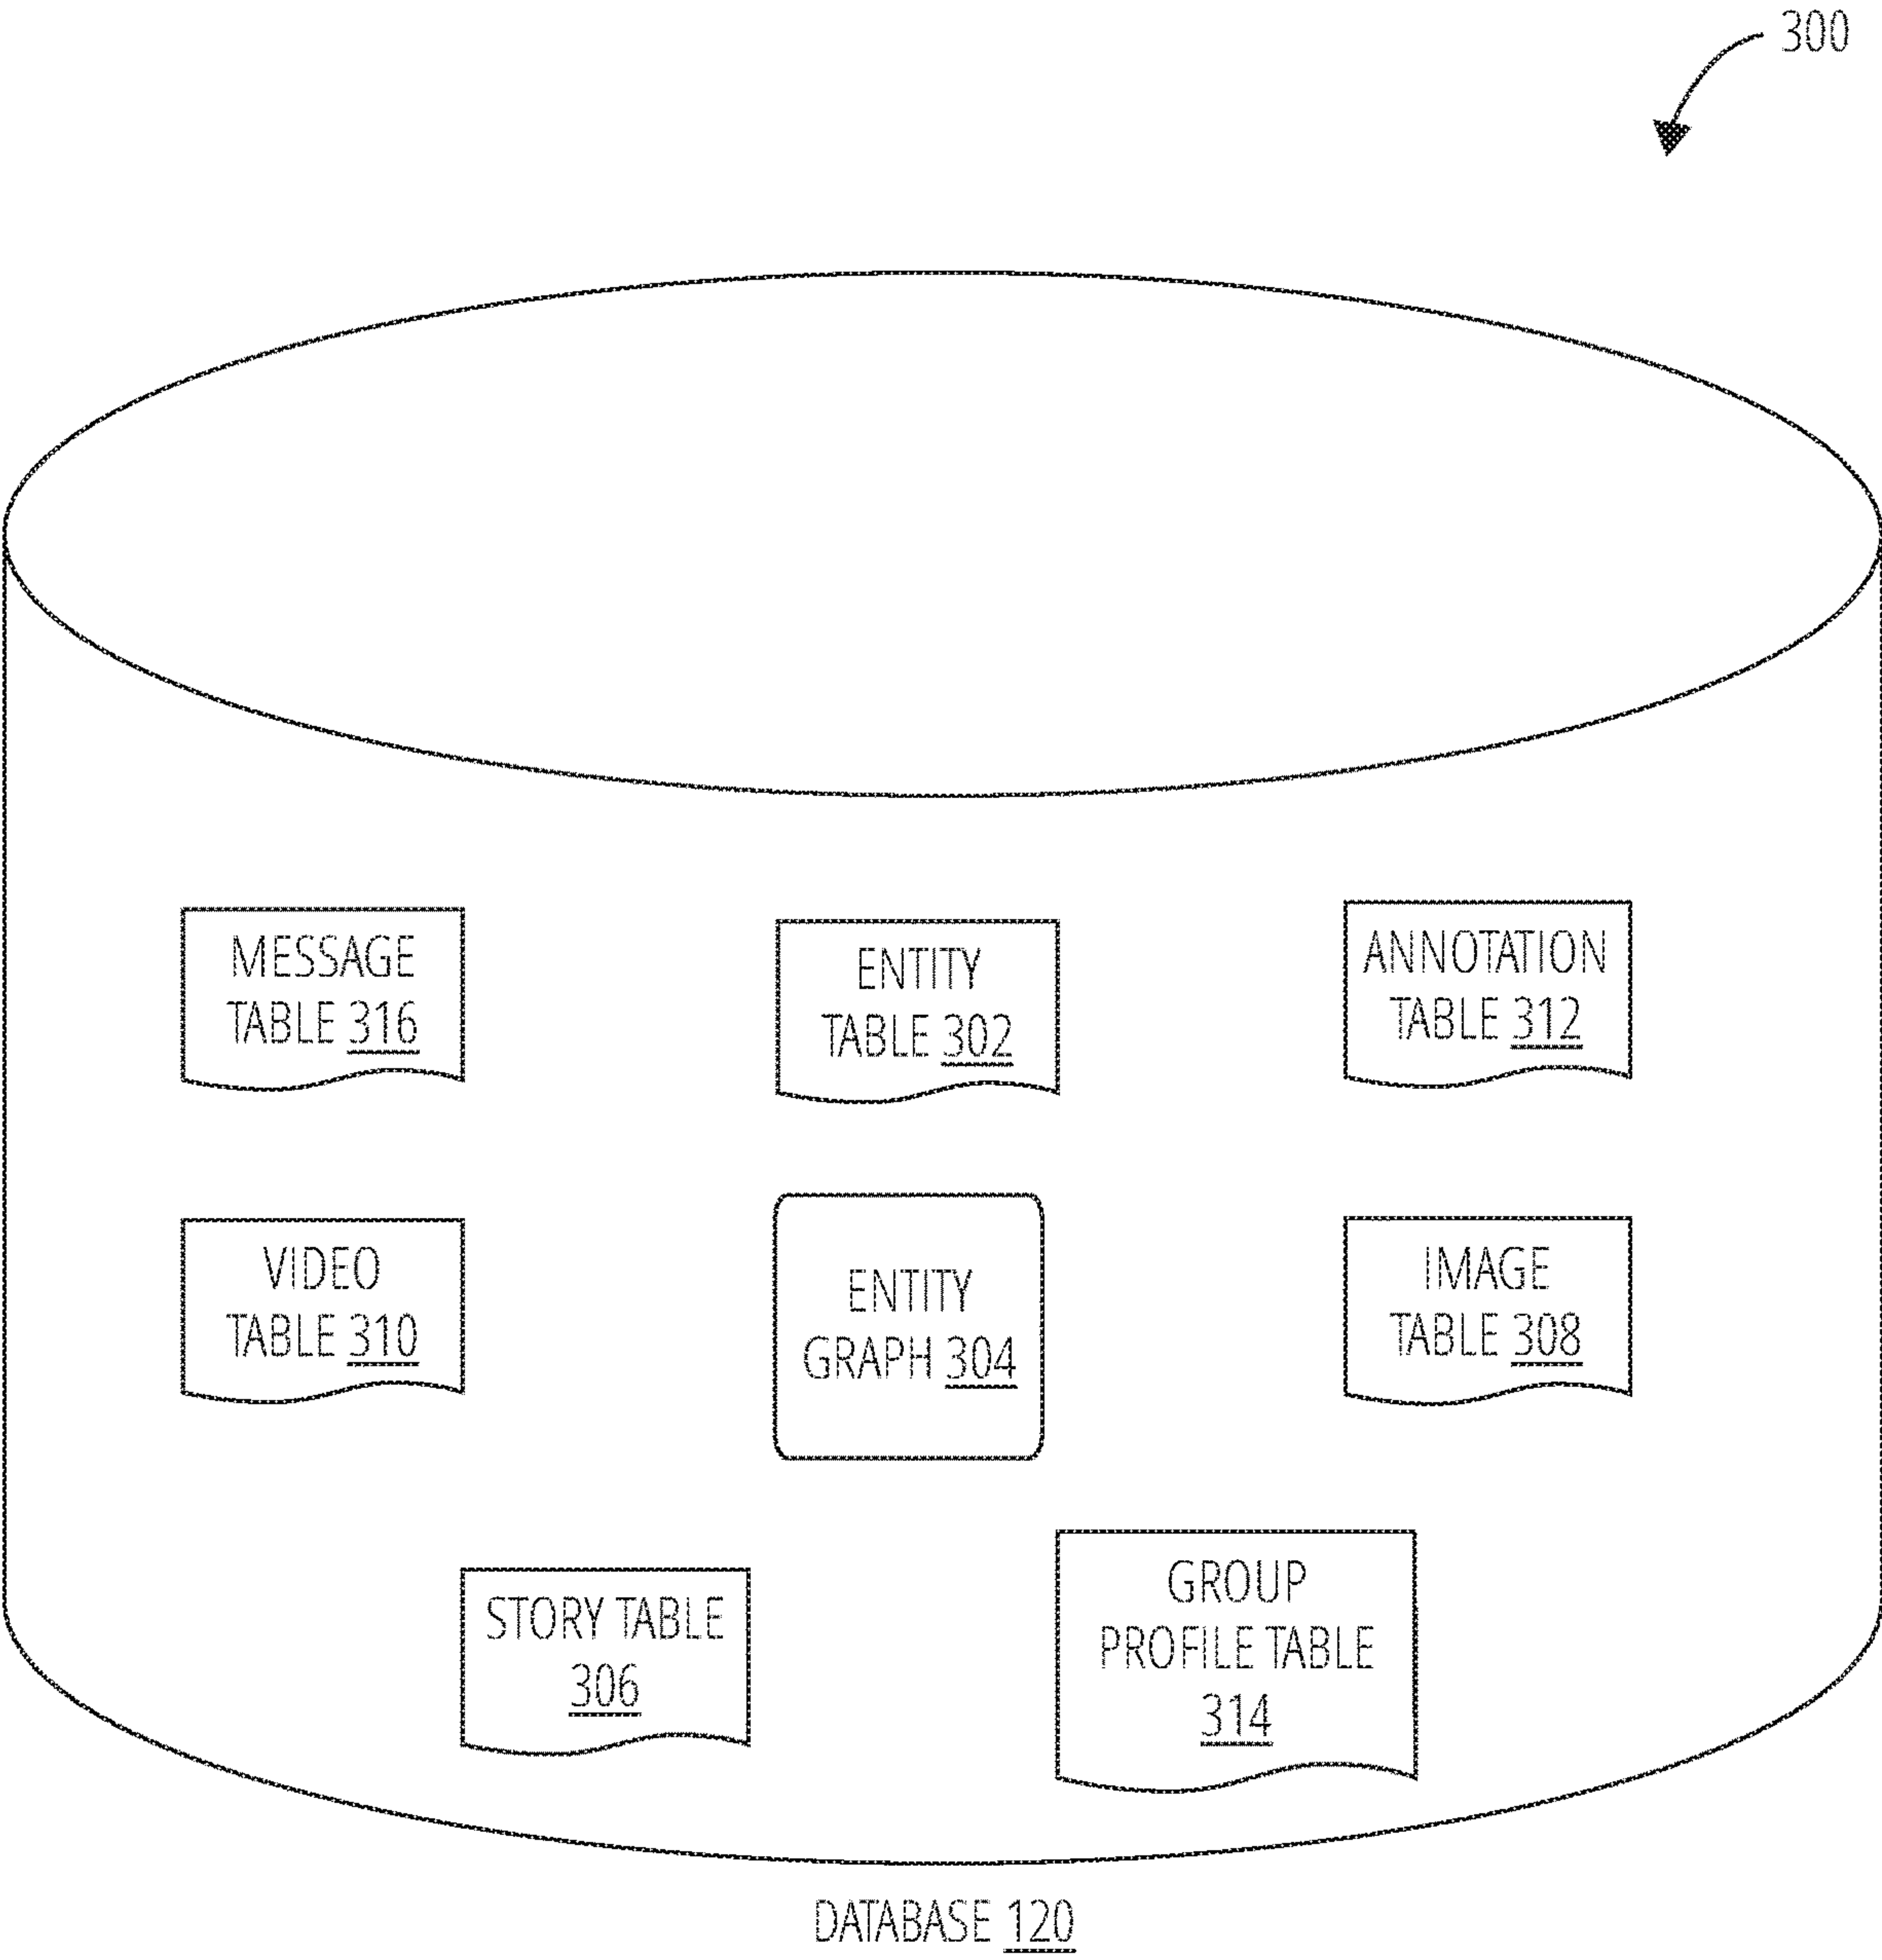 300
MESSAGE
TABLE 316
ENTITY
TABLE 302
ANNOTATION
TABLE 312
VIDEO
TABLE 310
ENTITY
GRAPH 304
IMAGE
TABLE 308
STORY TABLE
306
GROUP
PROFILE TABLE
314
DATABASE 120